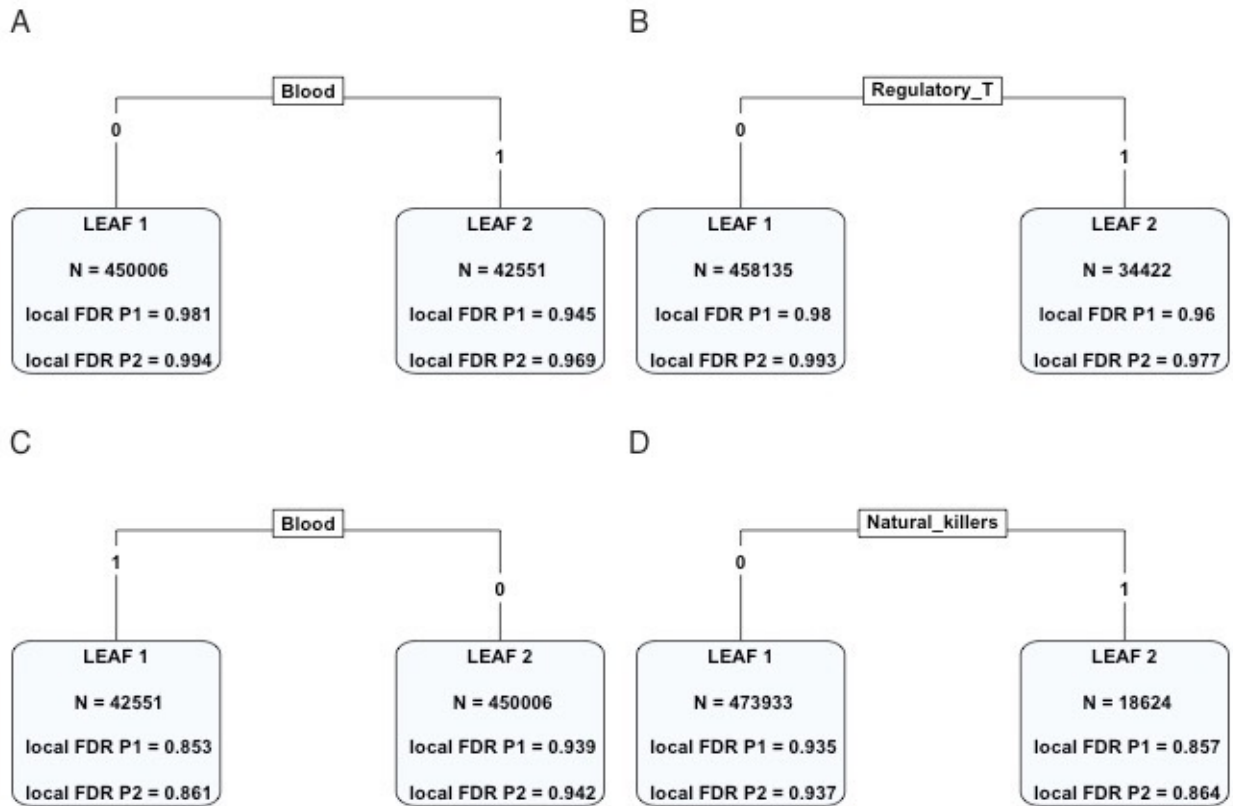 A
Blood
0
1
LEAF 1
N = 450006
local FDR P1 = 0.981
local FDR P2 = 0.994
LEAF 2
N = 42551
local FDR P1 = 0.945
local FDR P2 = 0.969
B
Regulatory_T
0
1
LEAF 1
N = 458135
local FDR P1 = 0.98
local FDR P2 = 0.993
LEAF 2
N = 34422
local FDR P1 = 0.96
local FDR P2 = 0.977
C
Blood
1
0
LEAF 1
N = 42551
local FDR P1 = 0.853
local FDR P2 = 0.861
LEAF 2
N = 450006
local FDR P1 = 0.939
local FDR P2 = 0.942
D
Natural_killers
0
1
LEAF 1
N = 473933
local FDR P1 = 0.935
local FDR P2 = 0.937
LEAF 2
N = 18624
local FDR P1 = 0.857
local FDR P2 = 0.864